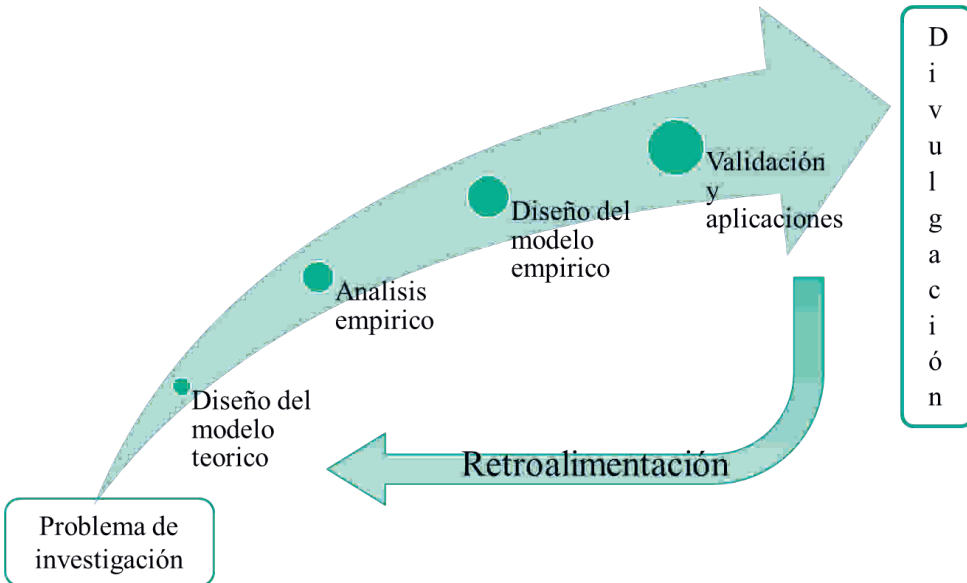 Problema de
investigación
Diseño del
modelo
teorico
Analisis
empirico
Diseño del
modelo
empirico
Validación
y
aplicaciones
Retroalimentación
D
i
v
u
l
g
a
c
i
ó
n